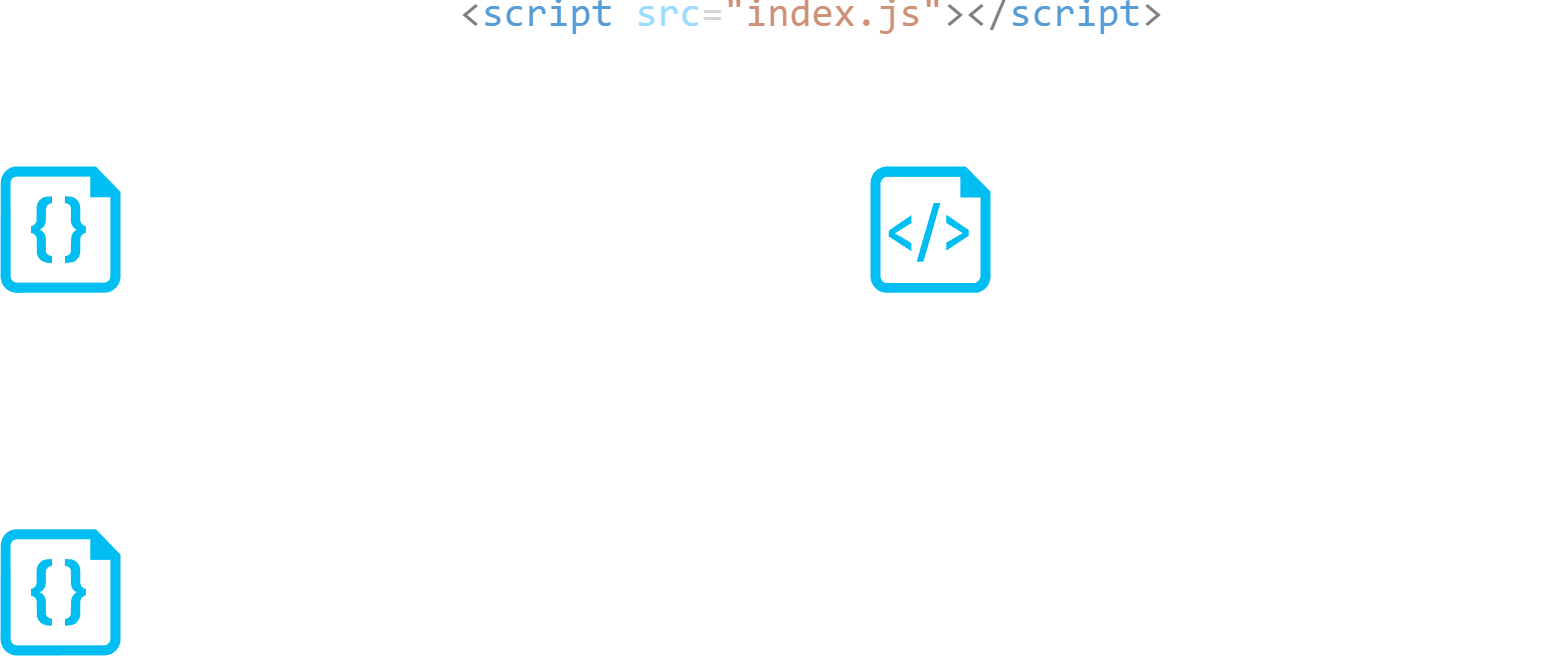 <script src="index.js"></script>
{ }
</>
{ }